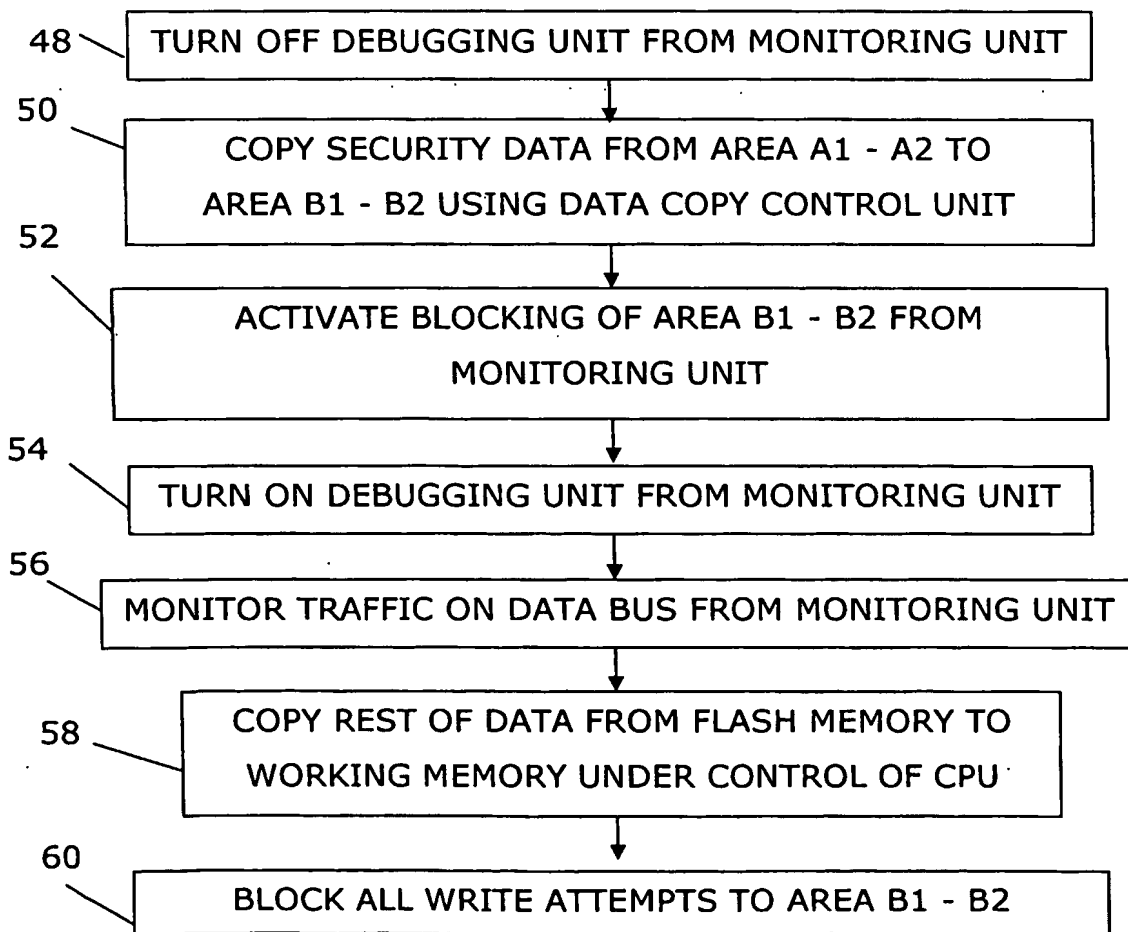 48
TURN OFF DEBUGGING UNIT FROM MONITORING UNIT
50
COPY SECURITY DATA FROM AREA A1 - A2 TO
AREA B1 - B2 USING DATA COPY CONTROL UNIT
52
ACTIVATE BLOCKING OF AREA B1 - B2 FROM
MONITORING UNIT
54
TURN ON DEBUGGING UNIT FROM MONITORING UNIT
56
MONITOR TRAFFIC ON DATA BUS FROM MONITORING UNIT
58
COPY REST OF DATA FROM FLASH MEMORY TO
WORKING MEMORY UNDER CONTROL OF CPU
60
BLOCK ALL WRITE ATTEMPTS TO AREA B1 - B2